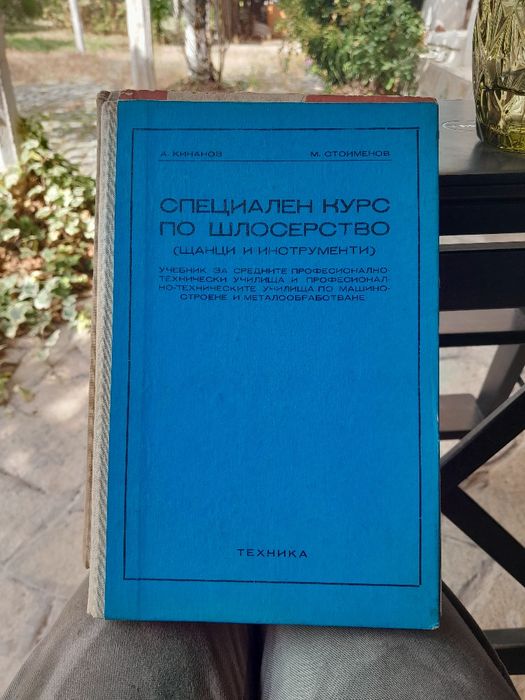 А. КИНАНОВ М. СТОИМЕНОВ
СПЕЦИАЛЕН КУРС
ПО ШЛОСЕРСТВО
(ЩАНЦИ И ИНСТРУМЕНТИ)
УЧЕБНИК ЗА СРЕДНИТЕ ПРОФЕСИОНАЛНО-
ТЕХНИЧЕСКИ УЧИЛИЩА И ПРОФЕСИОНАЛ-
НО-ТЕХНИЧЕСКИТЕ УЧИЛИЩА ПО МАШИНО-
СТРОЕНЕ И МЕТАЛООБРАБОТВАНЕ
ТЕХНИКА